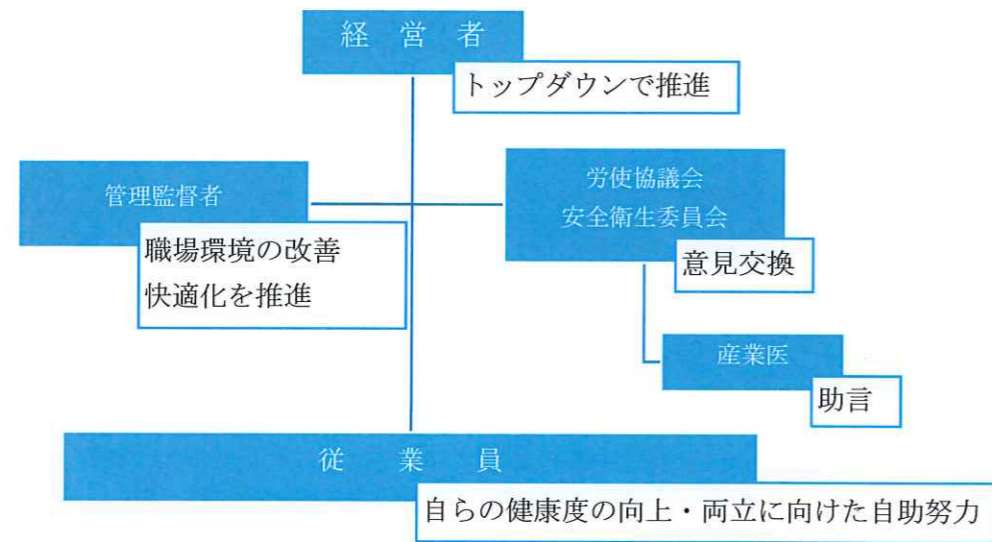 経 営 者
トップダウンで推進
管理監督者
職場環境の改善
快適化を推進
労使協議会
安全衛生委員会
意見交換
産業医
助言
従 業 員
自らの健康度の向上・両立に向けた自助努力